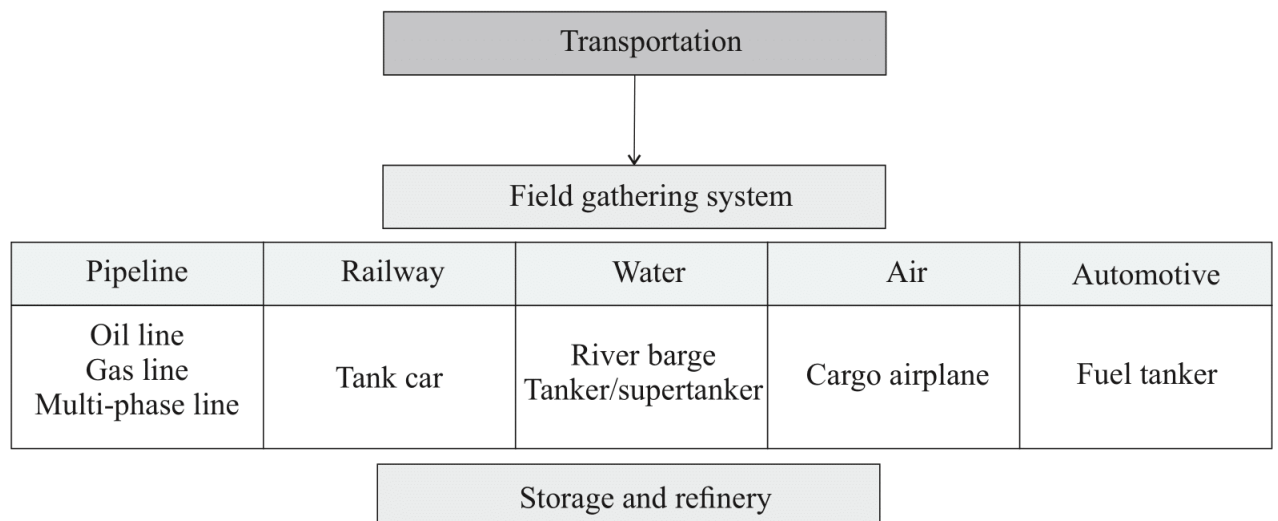 Transportation
Field gathering system
Pipeline
Railway
Water
Air
Automotive
Oil line
Gas line
Multi-phase line
Tank car
River barge
Tanker/supertanker
Cargo airplane
Fuel tanker
Storage and refinery